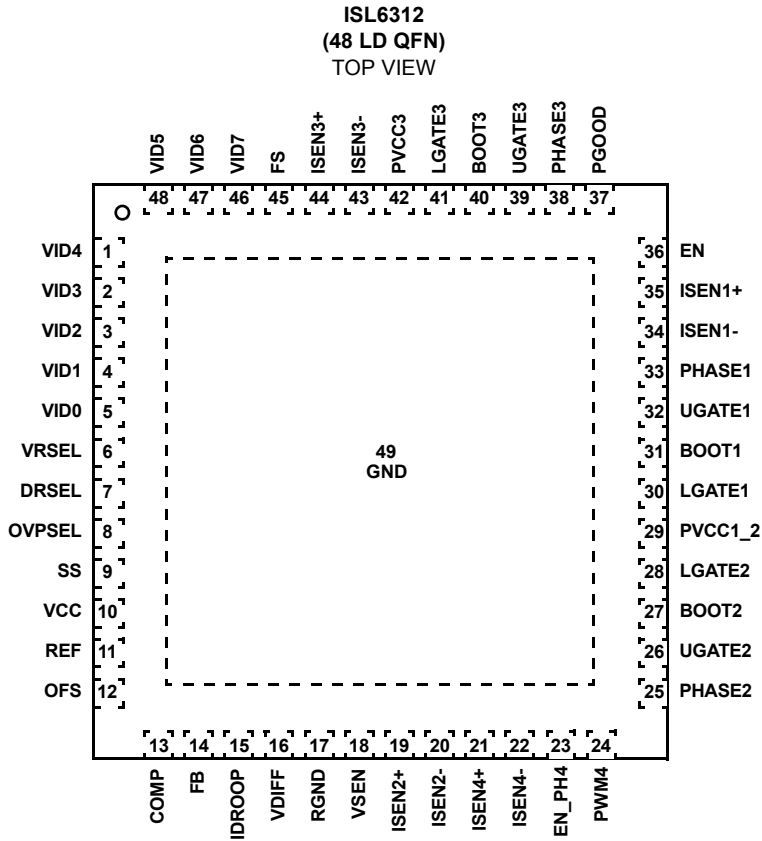 ISL6312
(48 LD QFN)
TOP VIEW
VID5
VID6
VID7
FS
ISEN3+
ISEN3-
PVCC3
LGATE3
BOOT3
UGATE3
PHASE3
PGOOD
48 47 46 45 44 43 42 41 40 39 38 37
VID4 1
VID3 2
VID2 3
VID1 4
VID0 5
VRSEL 6
DRSEL 7
OVPSEL 8
SS 9
VCC 10
REF 11
OFS 12
49
GND
36 EN
35 ISEN1+
34 ISEN1-
33 PHASE1
32 UGATE1
31 BOOT1
30 LGATE1
29 PVCC1_2
28 LGATE2
27 BOOT2
26 UGATE2
25 PHASE2
13 14 15 16 17 18 19 20 21 22 23 24
COMP
FB
IDROOP
VDIFF
RGND
VSEN
ISEN2+
ISEN2-
ISEN4+
ISEN4-
EN_PH4
PWM4